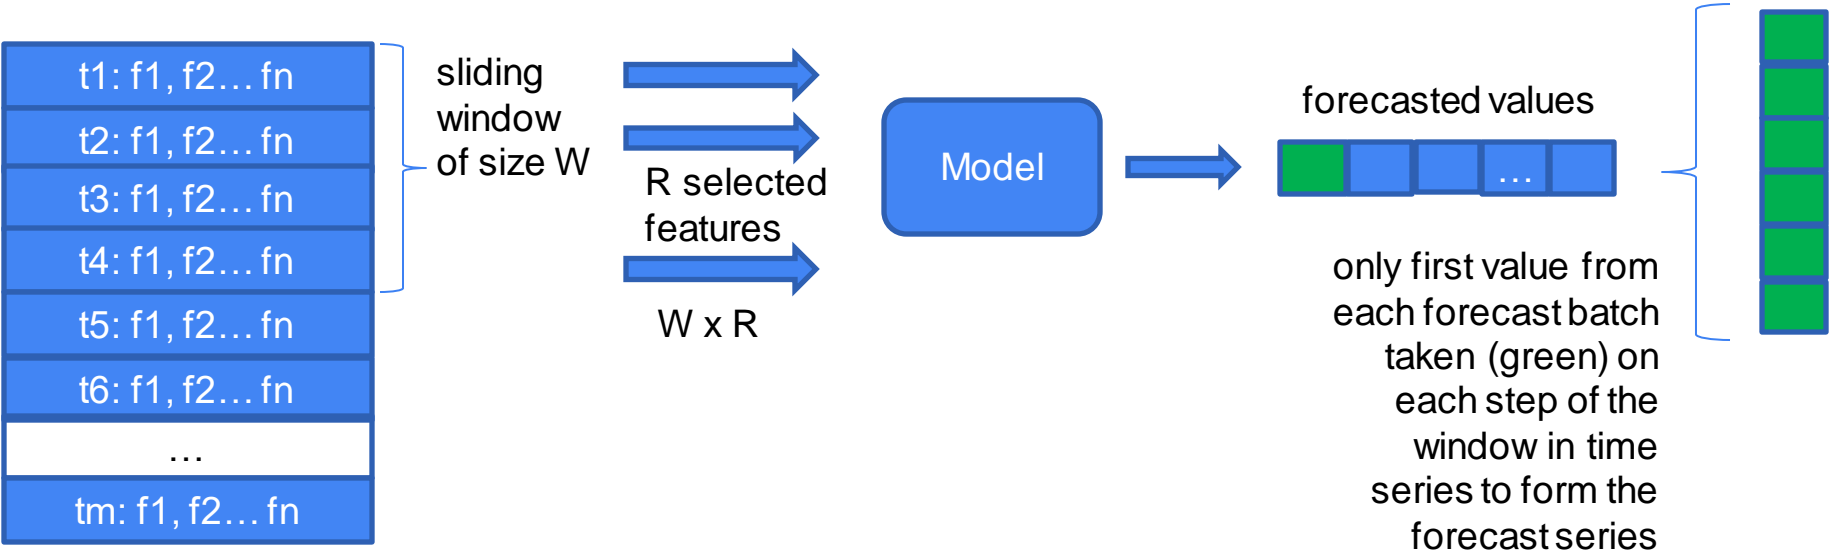 t1: f1, f2... fn
t2: f1, f2... fn
t3: f1, f2... fn
t4: f1, f2... fn
t5: f1, f2... fn
t6: f1, f2... fn
...
tm: f1, f2... fn
sliding
window
of size W
R selected
features
W x R
Model
forecasted values
...
only first value from
each forecast batch
taken (green) on
each step of the
window in time
series to form the
forecast series